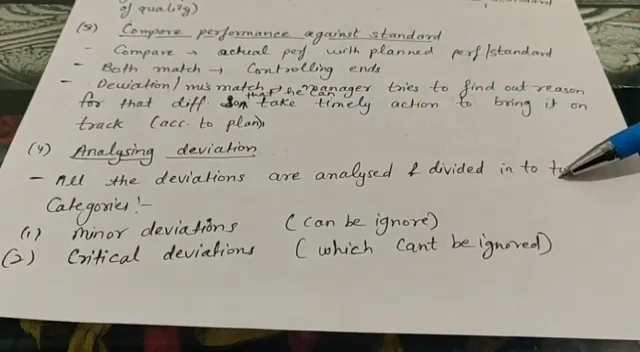 of quality)
(3) Compare performance against standard
- Compare → actual perf with planned perf/standard
- Both match → Controlling ends
- Deviation/mis match, the manager tries to find out reason
for that diff. so that he can take timely action to bring it on
track (acc. to plan)
(4) Analysing deviation
- All the deviations are analysed & divided in to
Categories:-
(1) Minor deviations (can be ignore)
(2) Critical deviations (which cant be ignored)